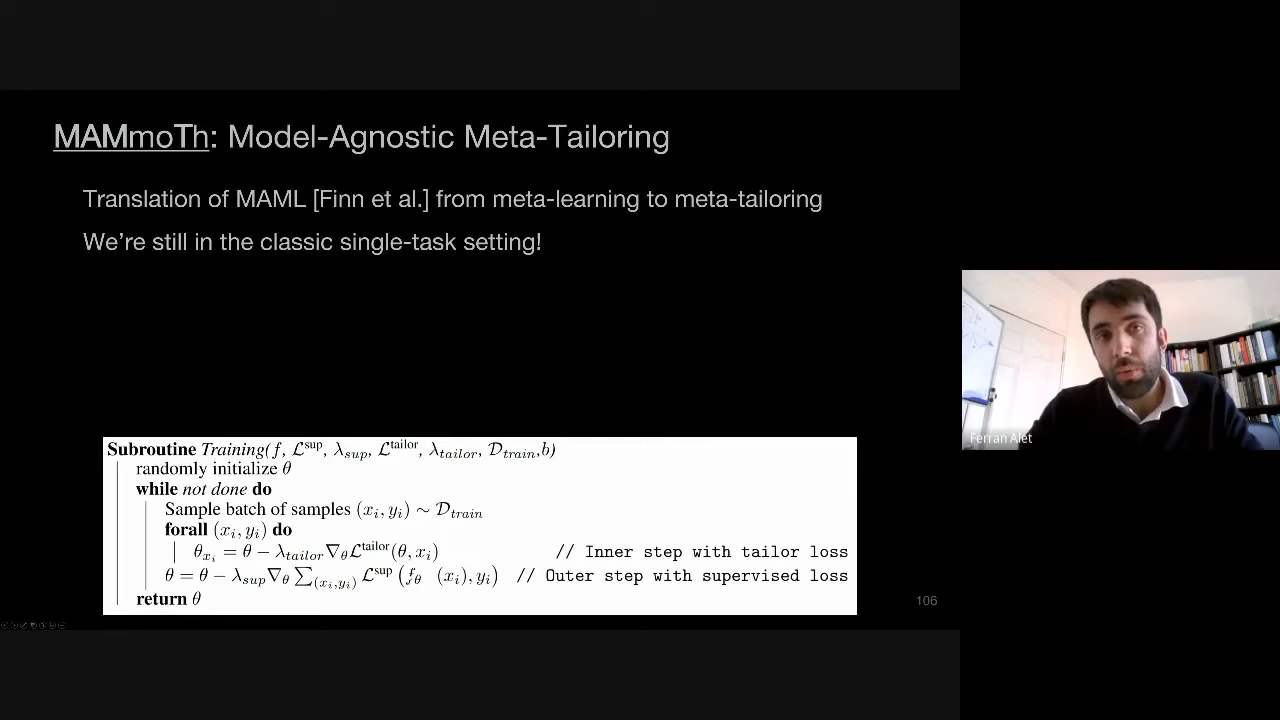 MAMmoTh: Model-Agnostic Meta-Tailoring
Translation of MAML [Finn et al.] from meta-learning to meta-tailoring
We're still in the classic single-task setting!
Subroutine Training(f, ℒ^sup, λ_sup, ℒ^tailor, λ_tailor, 𝒟_train,b)
randomly initialize θ
while not done do
Sample batch of samples (x_i, y_i) ∼ 𝒟_train
forall (x_i, y_i) do
θ_{x_i} = θ − λ_tailor ∇_θ ℒ^tailor(θ, x_i) // Inner step with tailor loss
θ = θ − λ_sup ∇_θ ∑_{(x_i,y_i)} ℒ^sup (f_θ (x_i), y_i) // Outer step with supervised loss
return θ
106
Ferran Alet